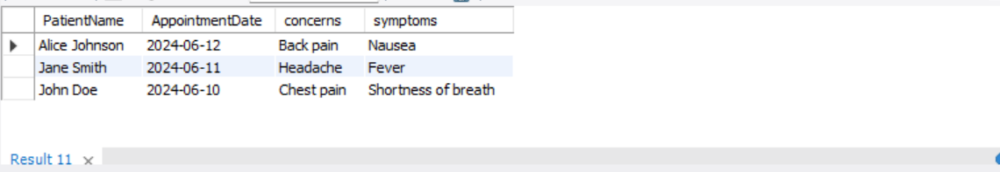 PatientName AppointmentDate concerns symptoms
Alice Johnson 2024-06-12 Back pain Nausea
Jane Smith 2024-06-11 Headache Fever
John Doe 2024-06-10 Chest pain Shortness of breath
Result 11